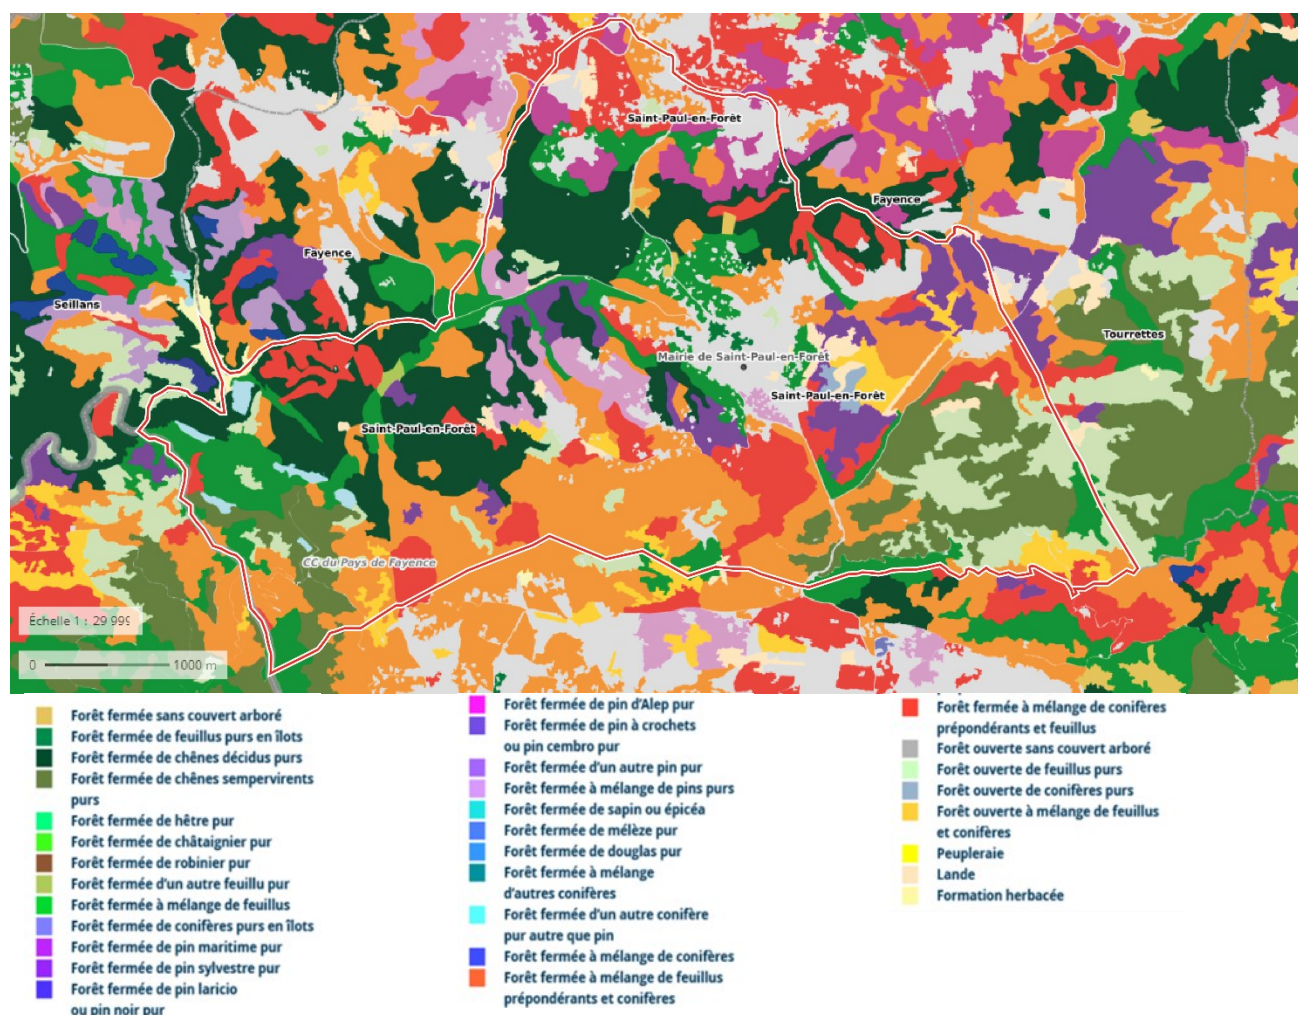 Saint-Paul-en-Forêt
Fayence
Fayence
Seillans
Tourrettes
Mairie de Saint-Paul-en-Forêt
Saint-Paul-en-Forêt
Saint-Paul-en-Forêt
CC du Pays de Fayence
Échelle 1 : 29 999
0 1000 m
Forêt fermée sans couvert arboré
Forêt fermée de feuillus purs en îlots
Forêt fermée de chênes décidus purs
Forêt fermée de chênes sempervirents
purs
Forêt fermée de hêtre pur
Forêt fermée de châtaignier pur
Forêt fermée de robinier pur
Forêt fermée d'un autre feuillu pur
Forêt fermée à mélange de feuillus
Forêt fermée de conifères purs en îlots
Forêt fermée de pin maritime pur
Forêt fermée de pin sylvestre pur
Forêt fermée de pin laricio
ou pin noir pur
Forêt fermée de pin d'Alep pur
Forêt fermée de pin à crochets
ou pin cembro pur
Forêt fermée d'un autre pin pur
Forêt fermée à mélange de pins purs
Forêt fermée de sapin ou épicéa
Forêt fermée de mélèze pur
Forêt fermée de douglas pur
Forêt fermée à mélange
d'autres conifères
Forêt fermée d'un autre conifère
pur autre que pin
Forêt fermée à mélange de conifères
Forêt fermée à mélange de feuillus
prépondérants et conifères
Forêt fermée à mélange de conifères
prépondérants et feuillus
Forêt ouverte sans couvert arboré
Forêt ouverte de feuillus purs
Forêt ouverte de conifères purs
Forêt ouverte à mélange de feuillus
et conifères
Peupleraie
Lande
Formation herbacée